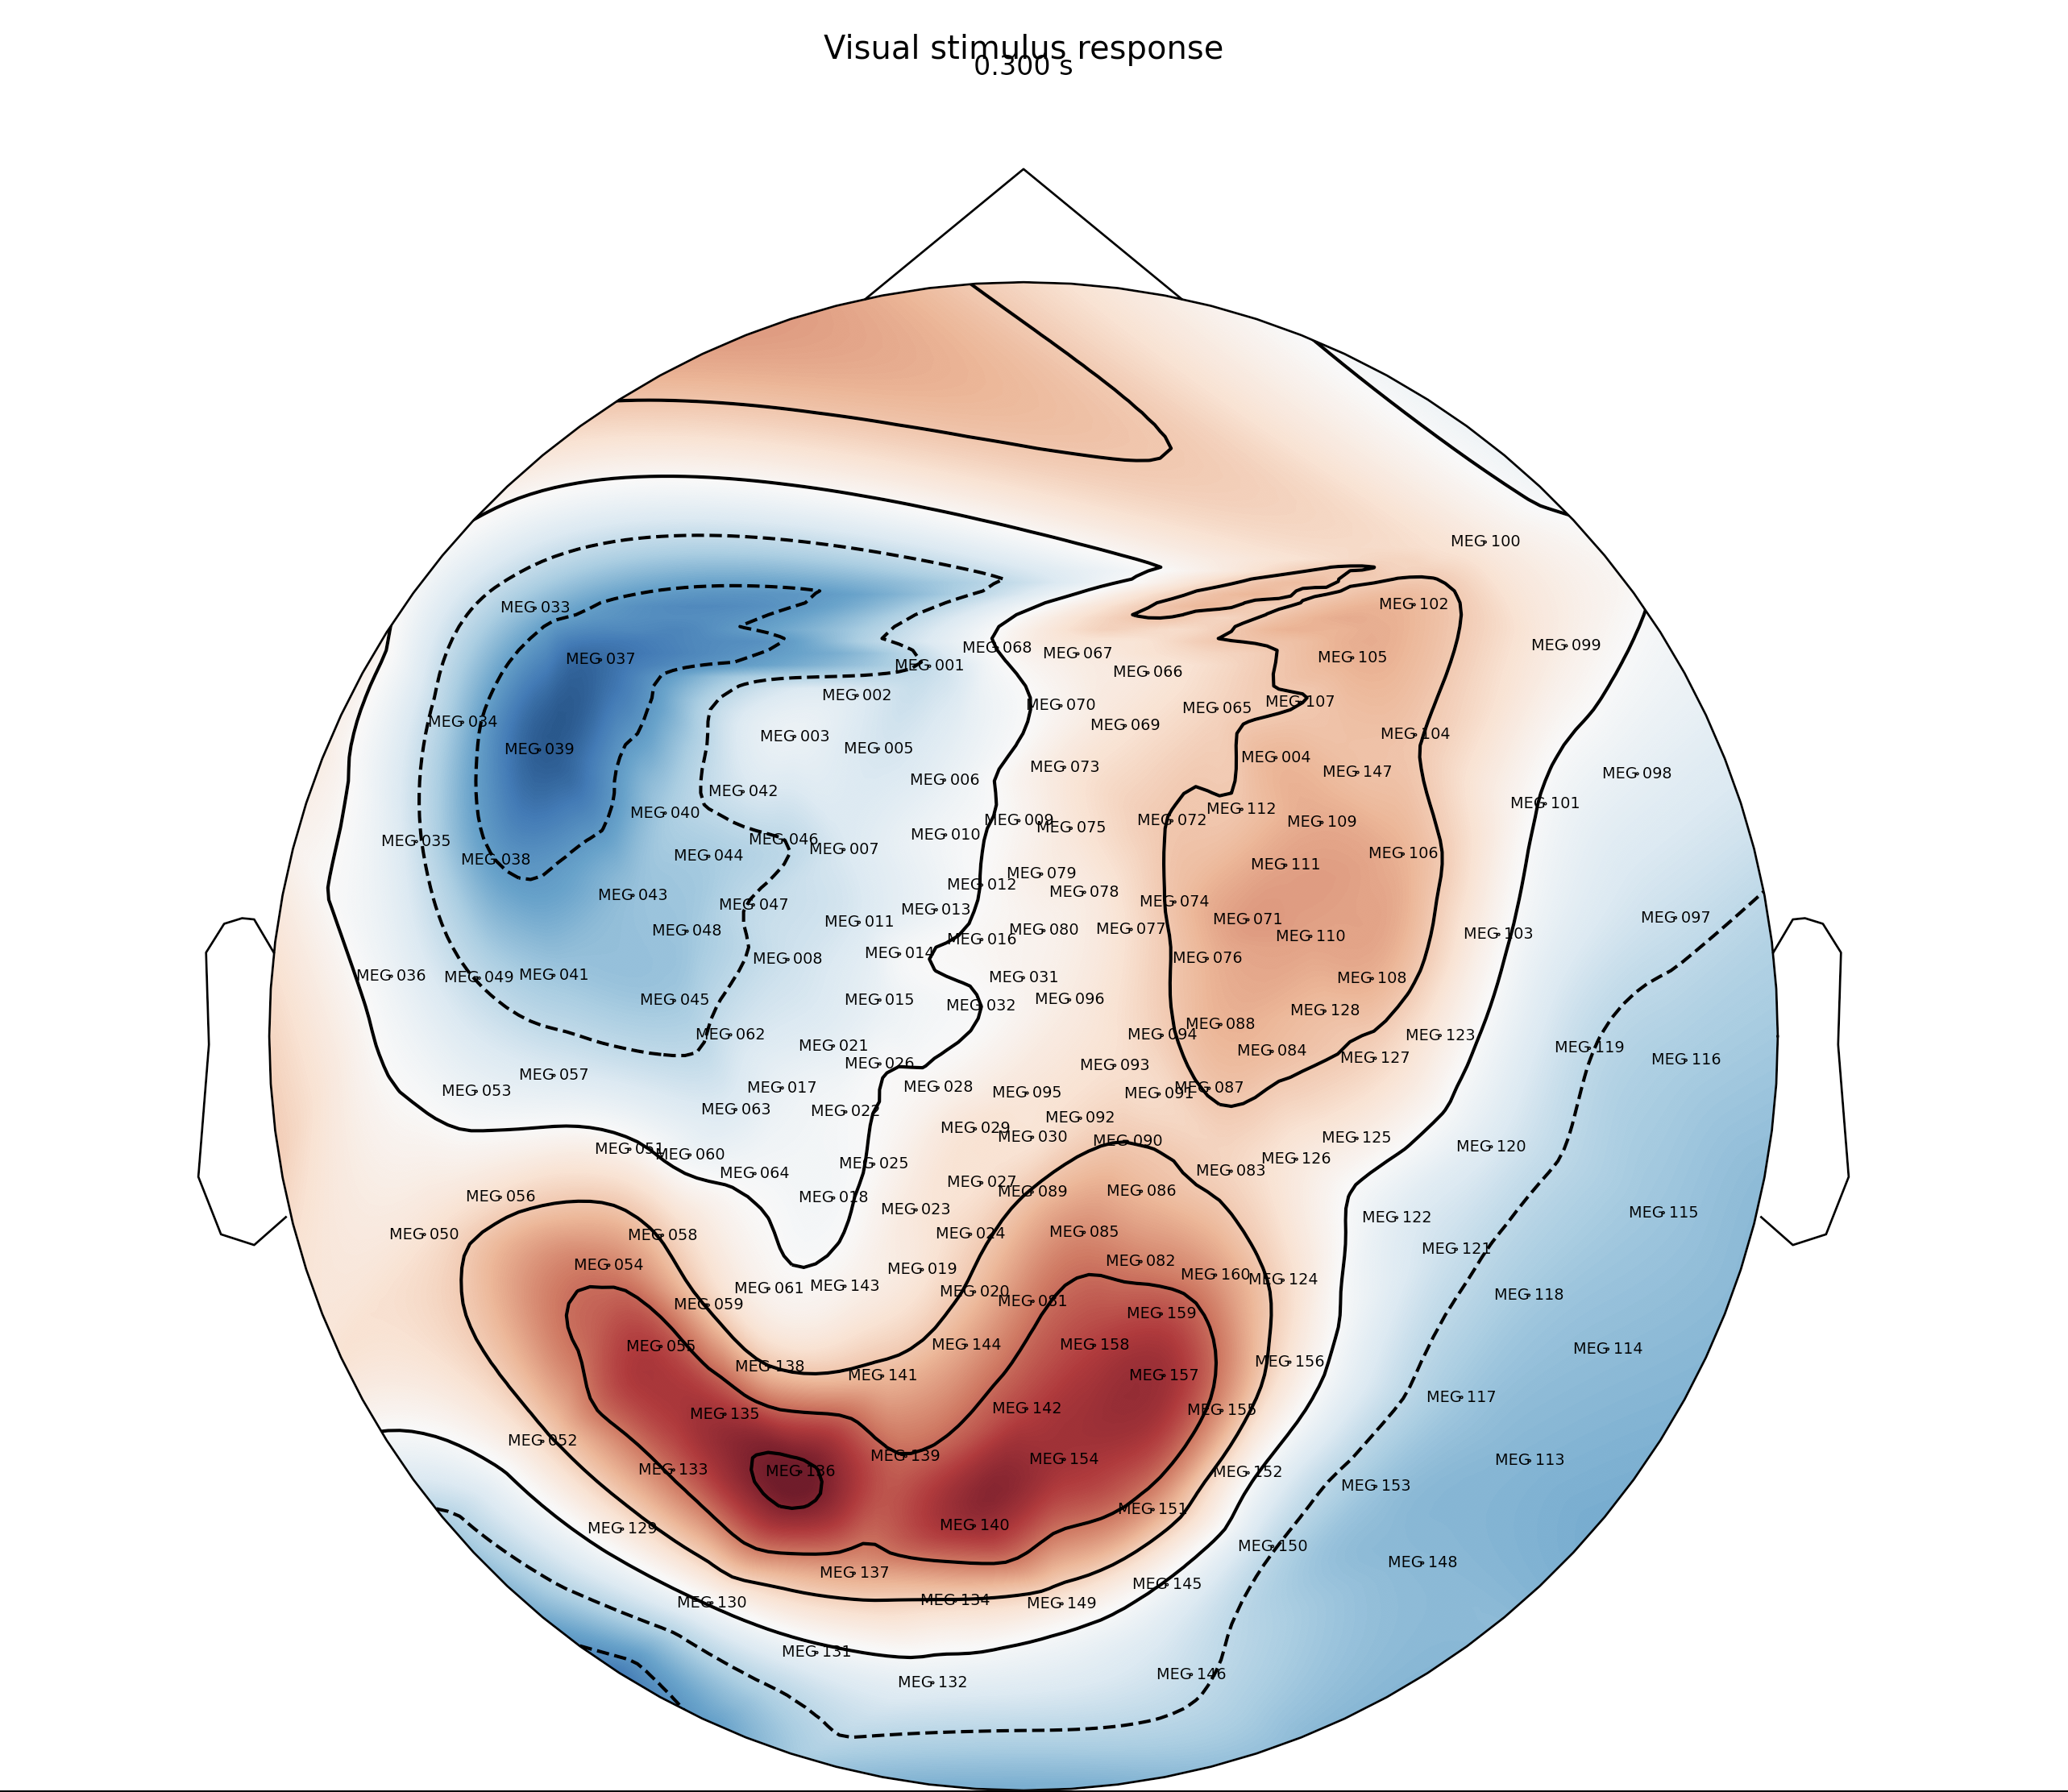 Visual stimulus response
0.300 s
MEG 100
MEG 102
MEG 033
MEG 099
MEG 068
MEG 067
MEG 105
MEG 037
MEG 001
MEG 066
MEG 002
MEG 107
MEG 070
MEG 065
MEG 034
MEG 069
MEG 104
MEG 003
MEG 005
MEG 039
MEG 004
MEG 073
MEG 147
MEG 098
MEG 006
MEG 042
MEG 101
MEG 112
MEG 040
MEG 009
MEG 072
MEG 109
MEG 075
MEG 010
MEG 046
MEG 035
MEG 007
MEG 106
MEG 044
MEG 038
MEG 111
MEG 079
MEG 012
MEG 078
MEG 043
MEG 074
MEG 047
MEG 013
MEG 097
MEG 071
MEG 011
MEG 080
MEG 077
MEG 048
MEG 103
MEG 110
MEG 016
MEG 014
MEG 008
MEG 076
MEG 036
MEG 049
MEG 041
MEG 031
MEG 108
MEG 045
MEG 015
MEG 096
MEG 032
MEG 128
MEG 088
MEG 062
MEG 094
MEG 123
MEG 021
MEG 119
MEG 084
MEG 127
MEG 116
MEG 026
MEG 093
MEG 057
MEG 017
MEG 028
MEG 087
MEG 053
MEG 095
MEG 091
MEG 063
MEG 022
MEG 092
MEG 029
MEG 030
MEG 125
MEG 090
MEG 120
MEG 051
MEG 060
MEG 126
MEG 025
MEG 083
MEG 064
MEG 027
MEG 089
MEG 086
MEG 056
MEG 018
MEG 023
MEG 115
MEG 122
MEG 085
MEG 024
MEG 050
MEG 058
MEG 121
MEG 082
MEG 054
MEG 019
MEG 160
MEG 124
MEG 143
MEG 061
MEG 020
MEG 118
MEG 081
MEG 059
MEG 159
MEG 158
MEG 144
MEG 055
MEG 114
MEG 156
MEG 138
MEG 141
MEG 157
MEG 117
MEG 142
MEG 155
MEG 135
MEG 052
MEG 139
MEG 154
MEG 113
MEG 133
MEG 136
MEG 152
MEG 153
MEG 151
MEG 140
MEG 129
MEG 150
MEG 148
MEG 137
MEG 145
MEG 134
MEG 130
MEG 149
MEG 131
MEG 146
MEG 132